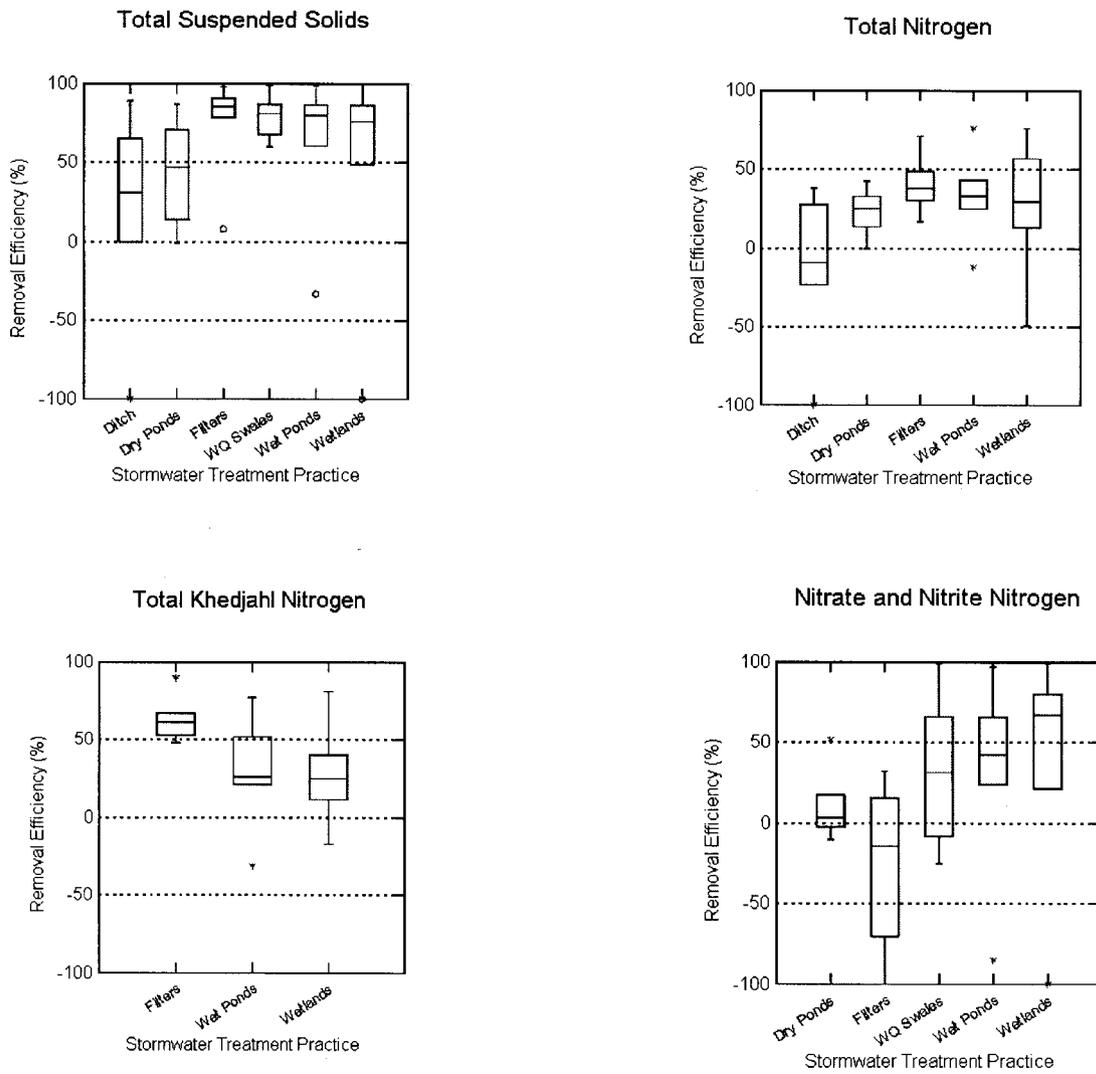 Total Suspended Solids
Removal Efficiency (%)
100
50
0
-50
-100
Ditch
Dry Ponds
Filters
WQ Swales
Wet Ponds
Wetlands
Stormwater Treatment Practice
Total Nitrogen
Removal Efficiency (%)
100
50
0
-50
-100
Ditch
Dry Ponds
Filters
Wet Ponds
Wetlands
Stormwater Treatment Practice
Total Khedjahl Nitrogen
Removal Efficiency (%)
100
50
0
-50
-100
Filters
Wet Ponds
Wetlands
Stormwater Treatment Practice
Nitrate and Nitrite Nitrogen
Removal Efficiency (%)
100
50
0
-50
-100
Dry Ponds
Filters
WQ Swales
Wet Ponds
Wetlands
Stormwater Treatment Practice